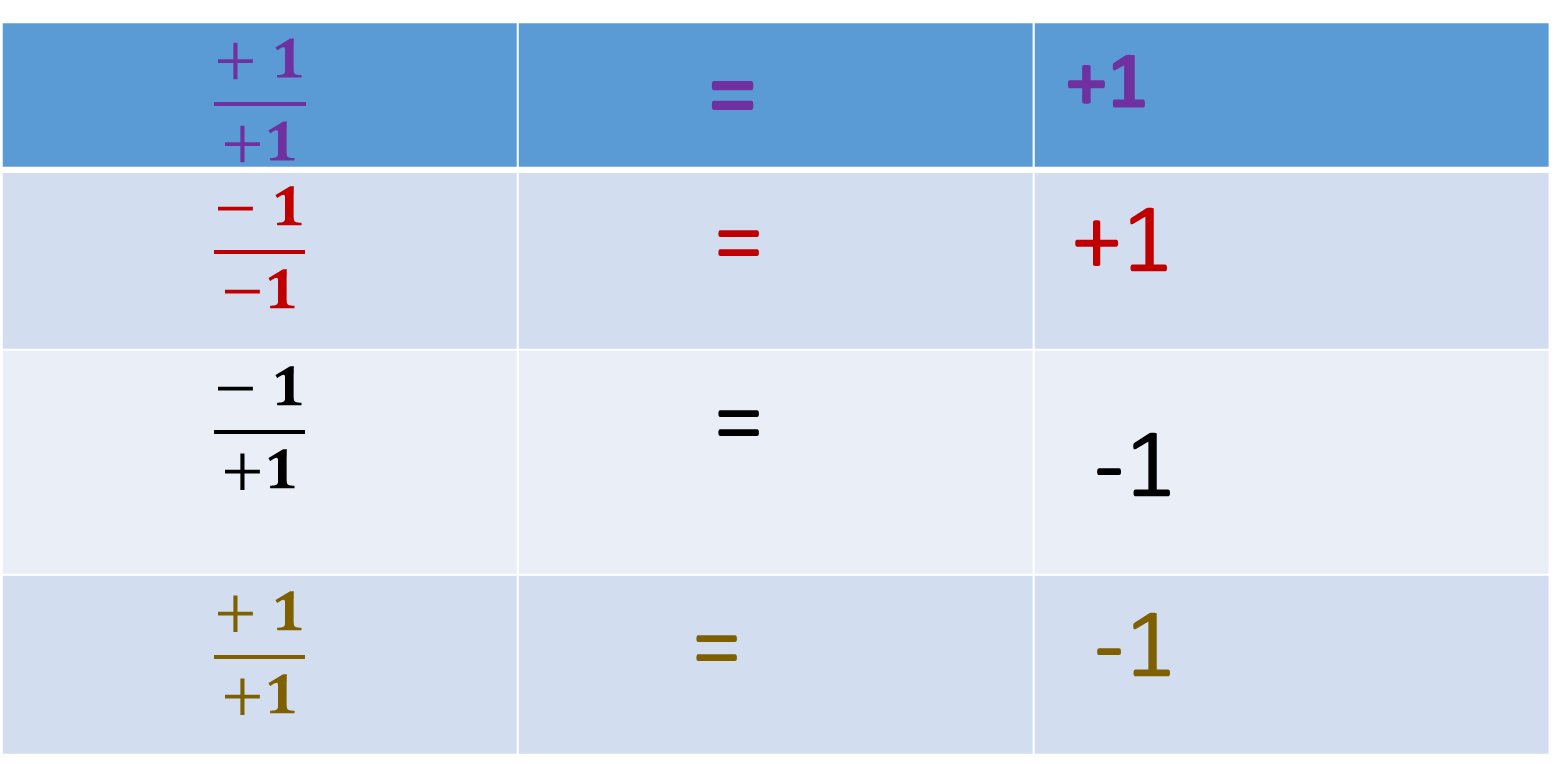 + 1 / +1 = +1
− 1 / −1 = +1
− 1 / +1 = -1
+ 1 / +1 = -1